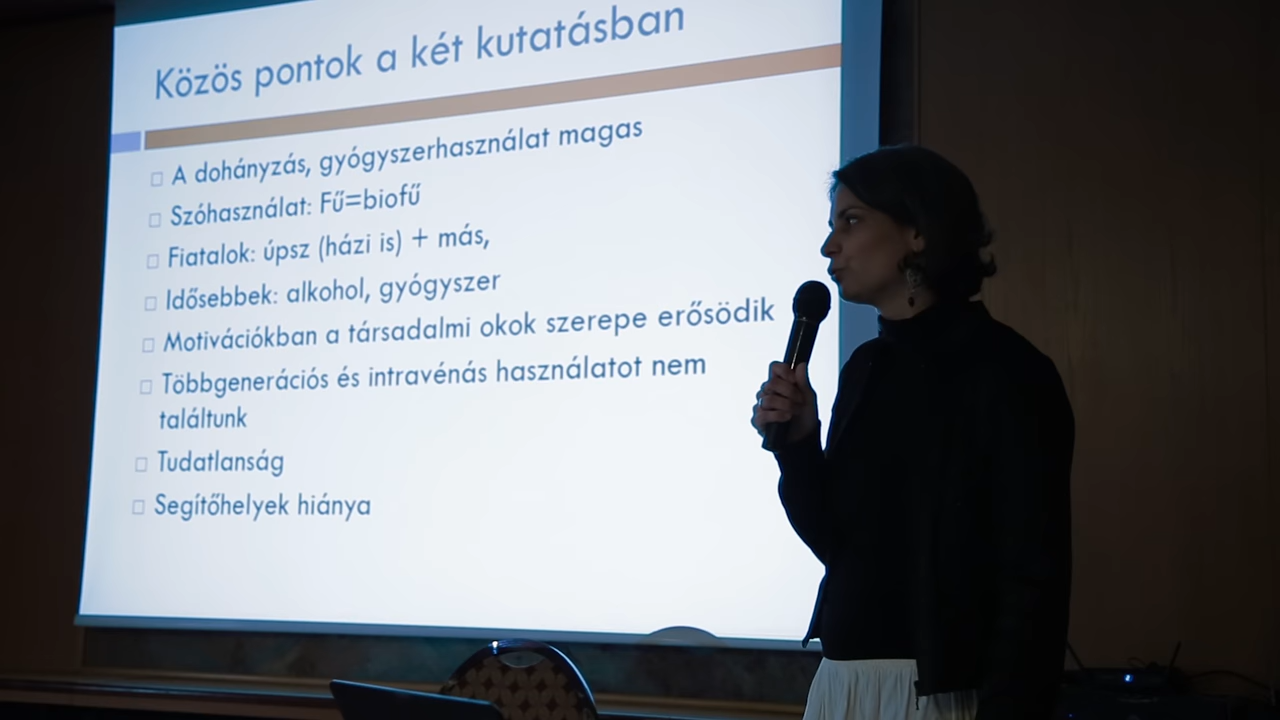 Közös pontok a két kutatásban
A dohányzás, gyógyszerhasználat magas
Szóhasználat: Fű=biofű
Fiatalok: úpsz (házi is) + más,
Idősebbek: alkohol, gyógyszer
Motivációkban a társadalmi okok szerepe erősödik
Többgenerációs és intravénás használatot nem
találtunk
Tudatlanság
Segítőhelyek hiánya